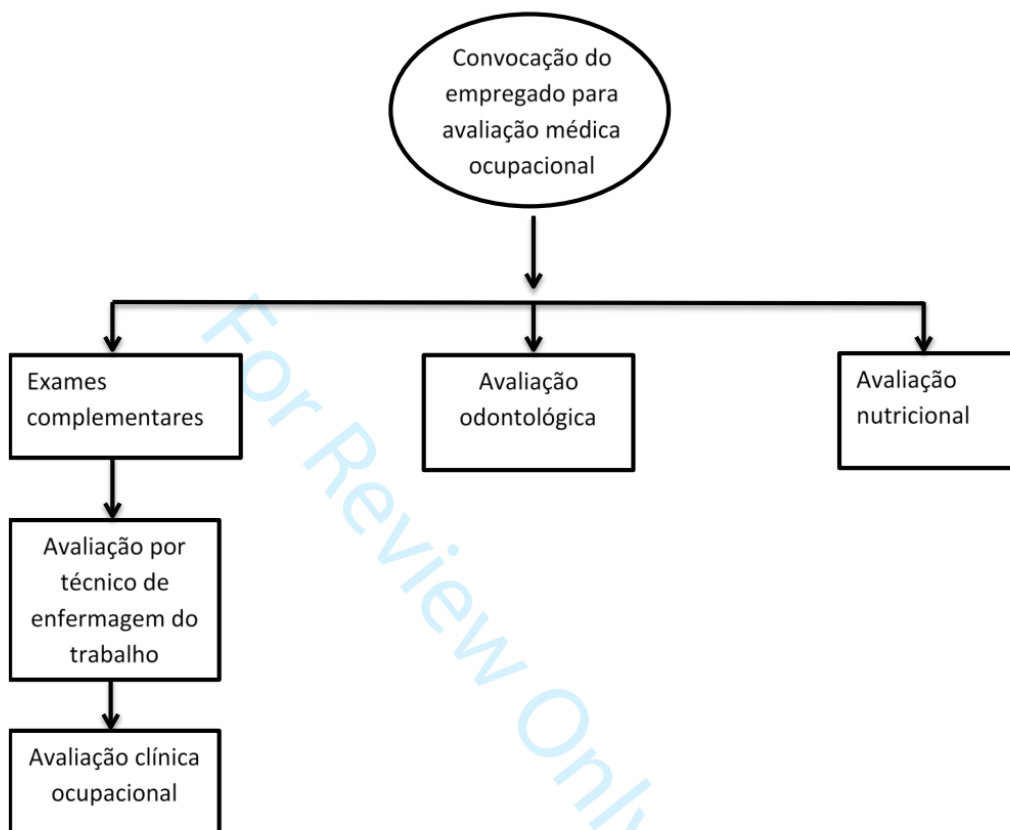 Convocação do
empregado para
avaliação médica
ocupacional
Exames
complementares
Avaliação
odontológica
Avaliação
nutricional
Avaliação por
técnico de
enfermagem do
trabalho
Avaliação clínica
ocupacional
For Review Only